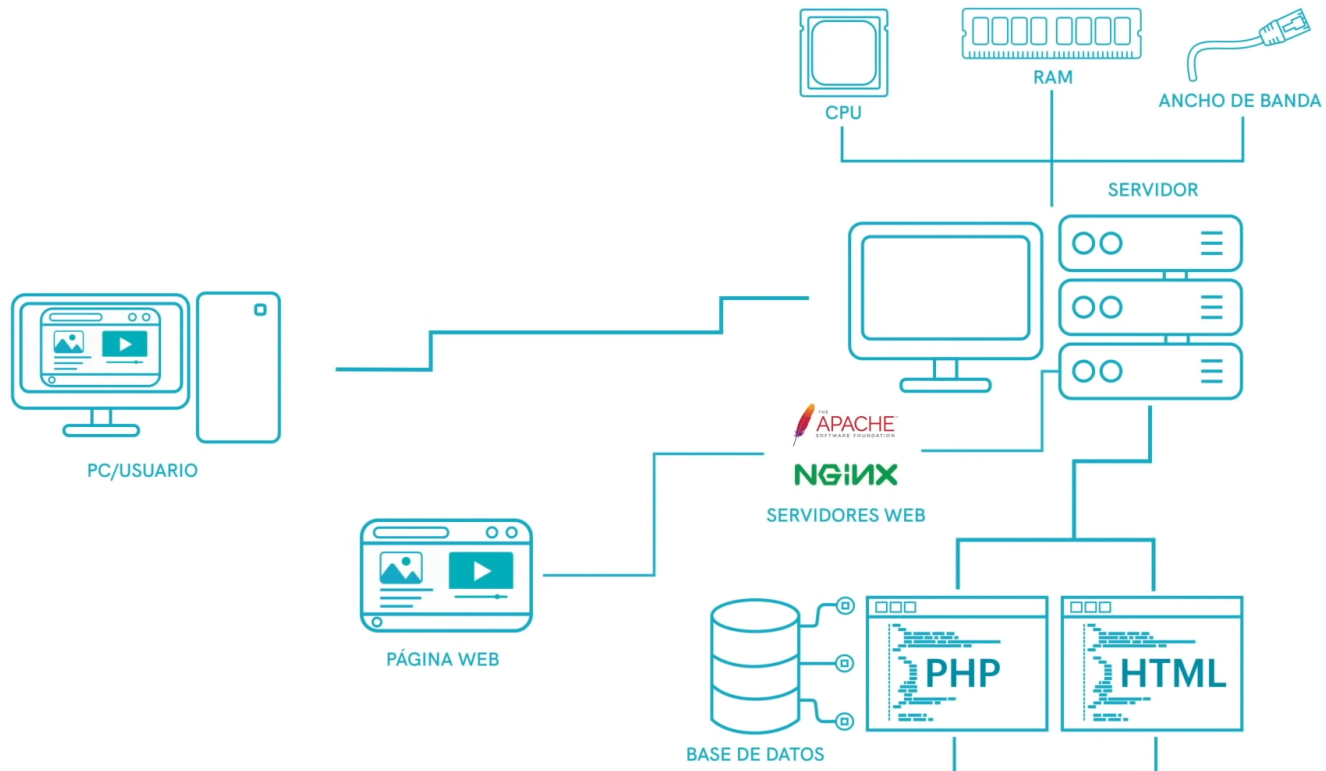 CPU
RAM
ANCHO DE BANDA
SERVIDOR
PC/USUARIO
THE
APACHE™
SOFTWARE FOUNDATION
NGINX
SERVIDORES WEB
PÁGINA WEB
BASE DE DATOS
PHP
HTML